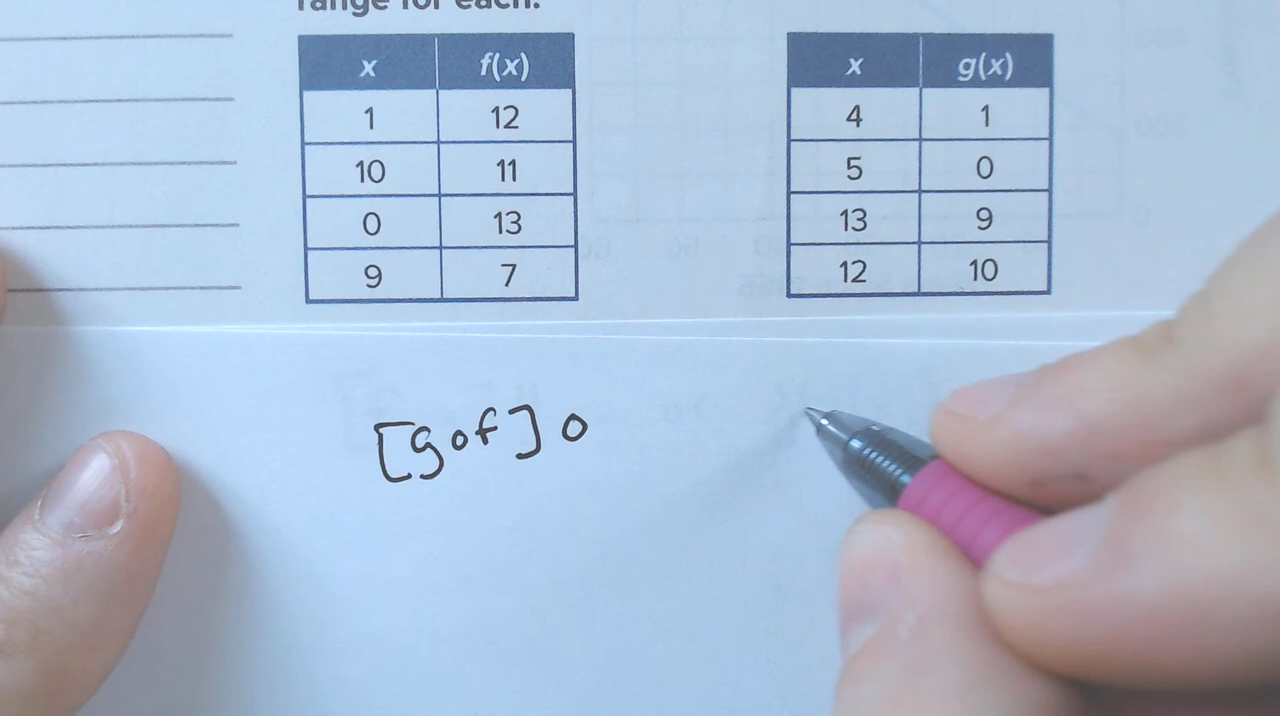 range for each.
x f(x)
1 12
10 11
0 13
9 7
x g(x)
4 1
5 0
13 9
12 10
[gof] o